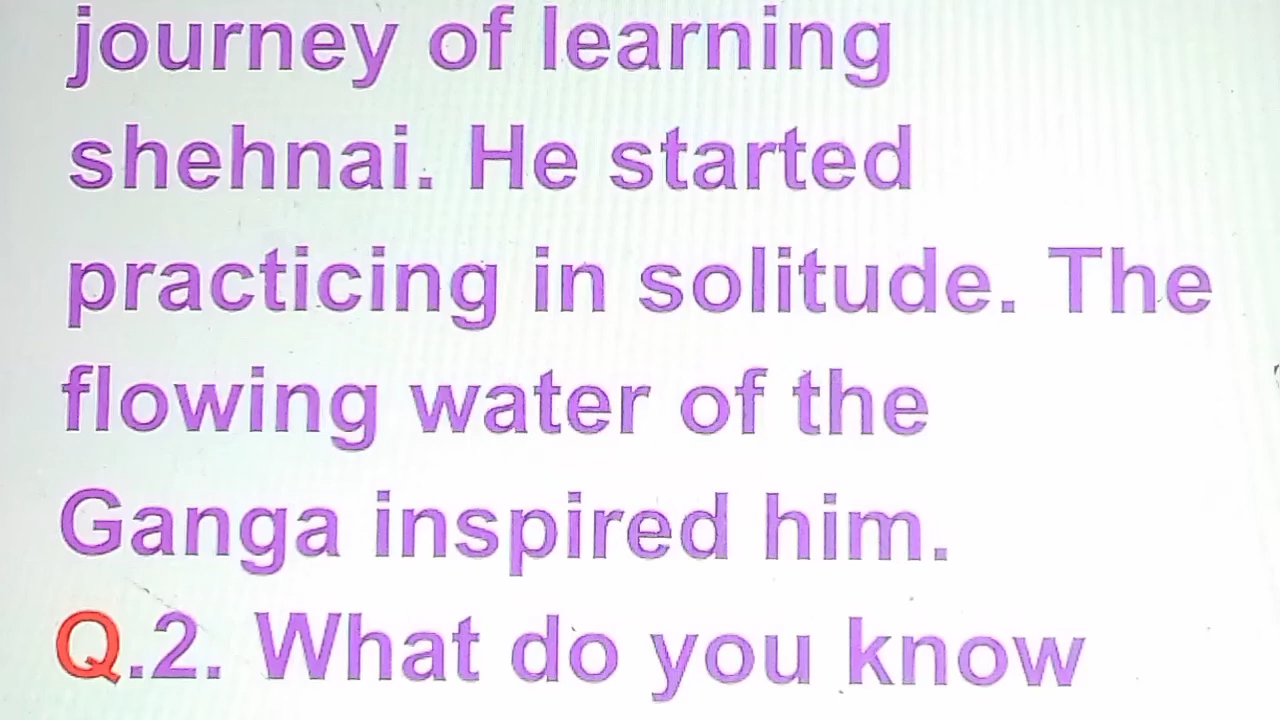 journey of learning
shehnai. He started
practicing in solitude. The
flowing water of the
Ganga inspired him.
Q.2. What do you know